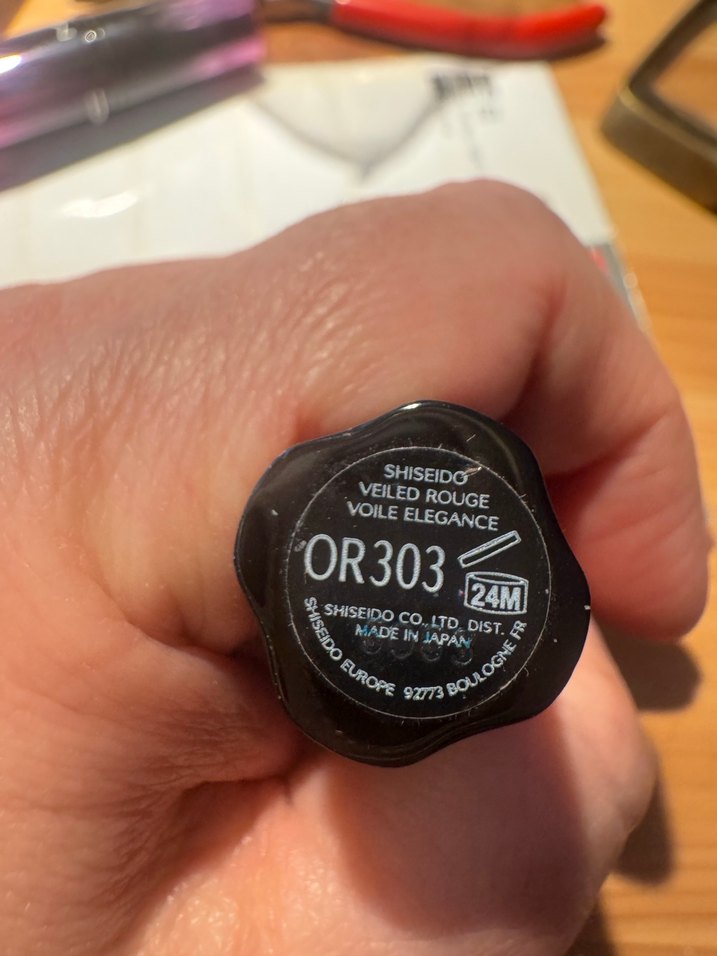 SHISEIDO
VEILED ROUGE
VOILE ELEGANCE
OR303
24M
SHISEIDO CO., LTD. DIST.
MADE IN JAPAN
SHISEIDO EUROPE 92773 BOULOGNE FR